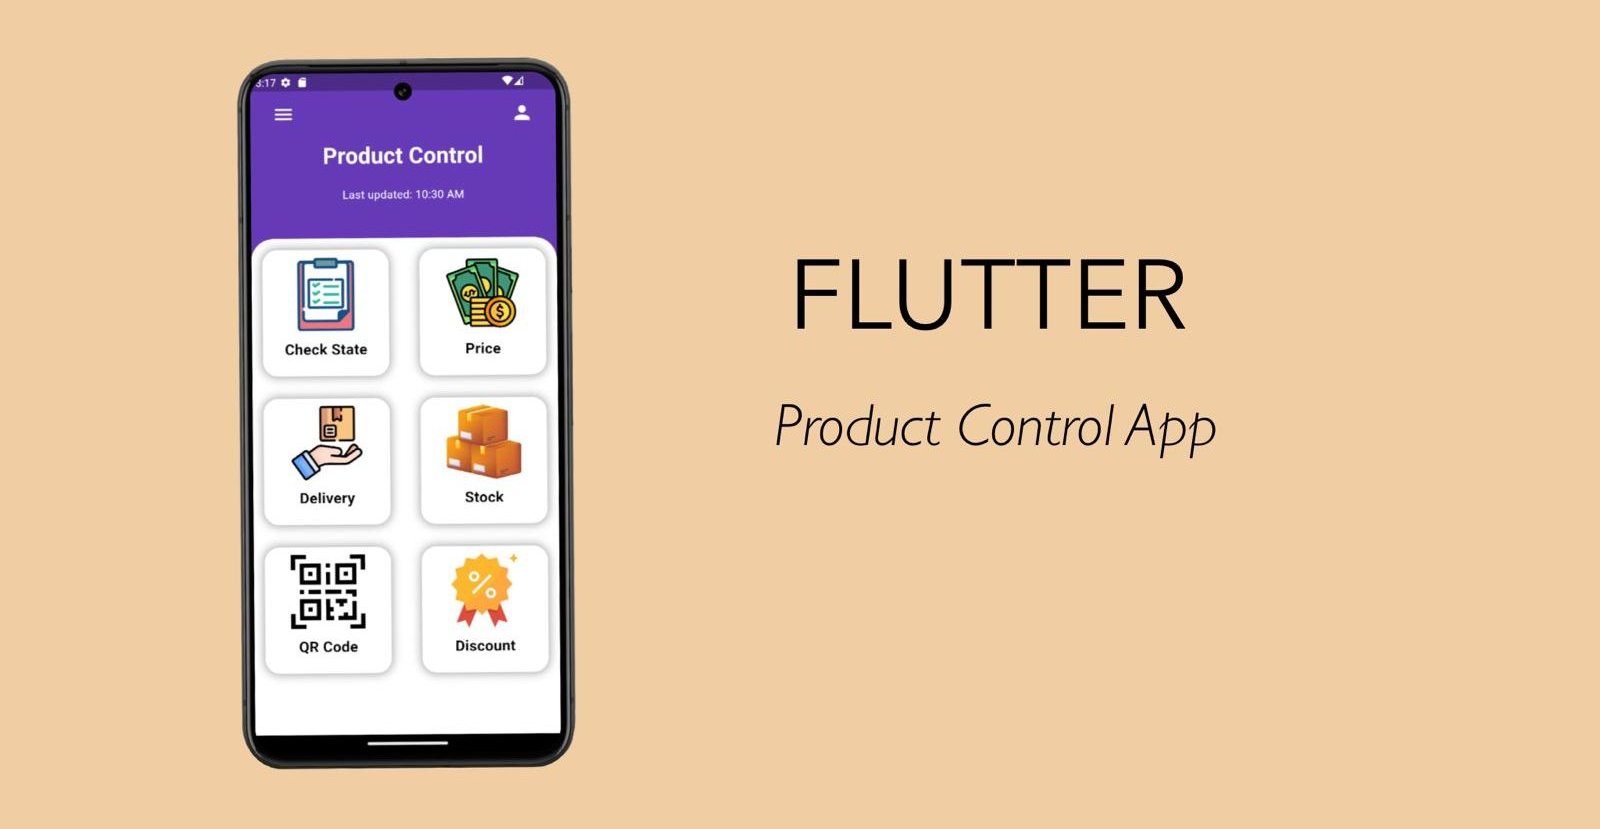 3:17
Product Control
Last updated: 10:30 AM
Check State
Price
Delivery
Stock
QR Code
Discount
FLUTTER
Product Control App